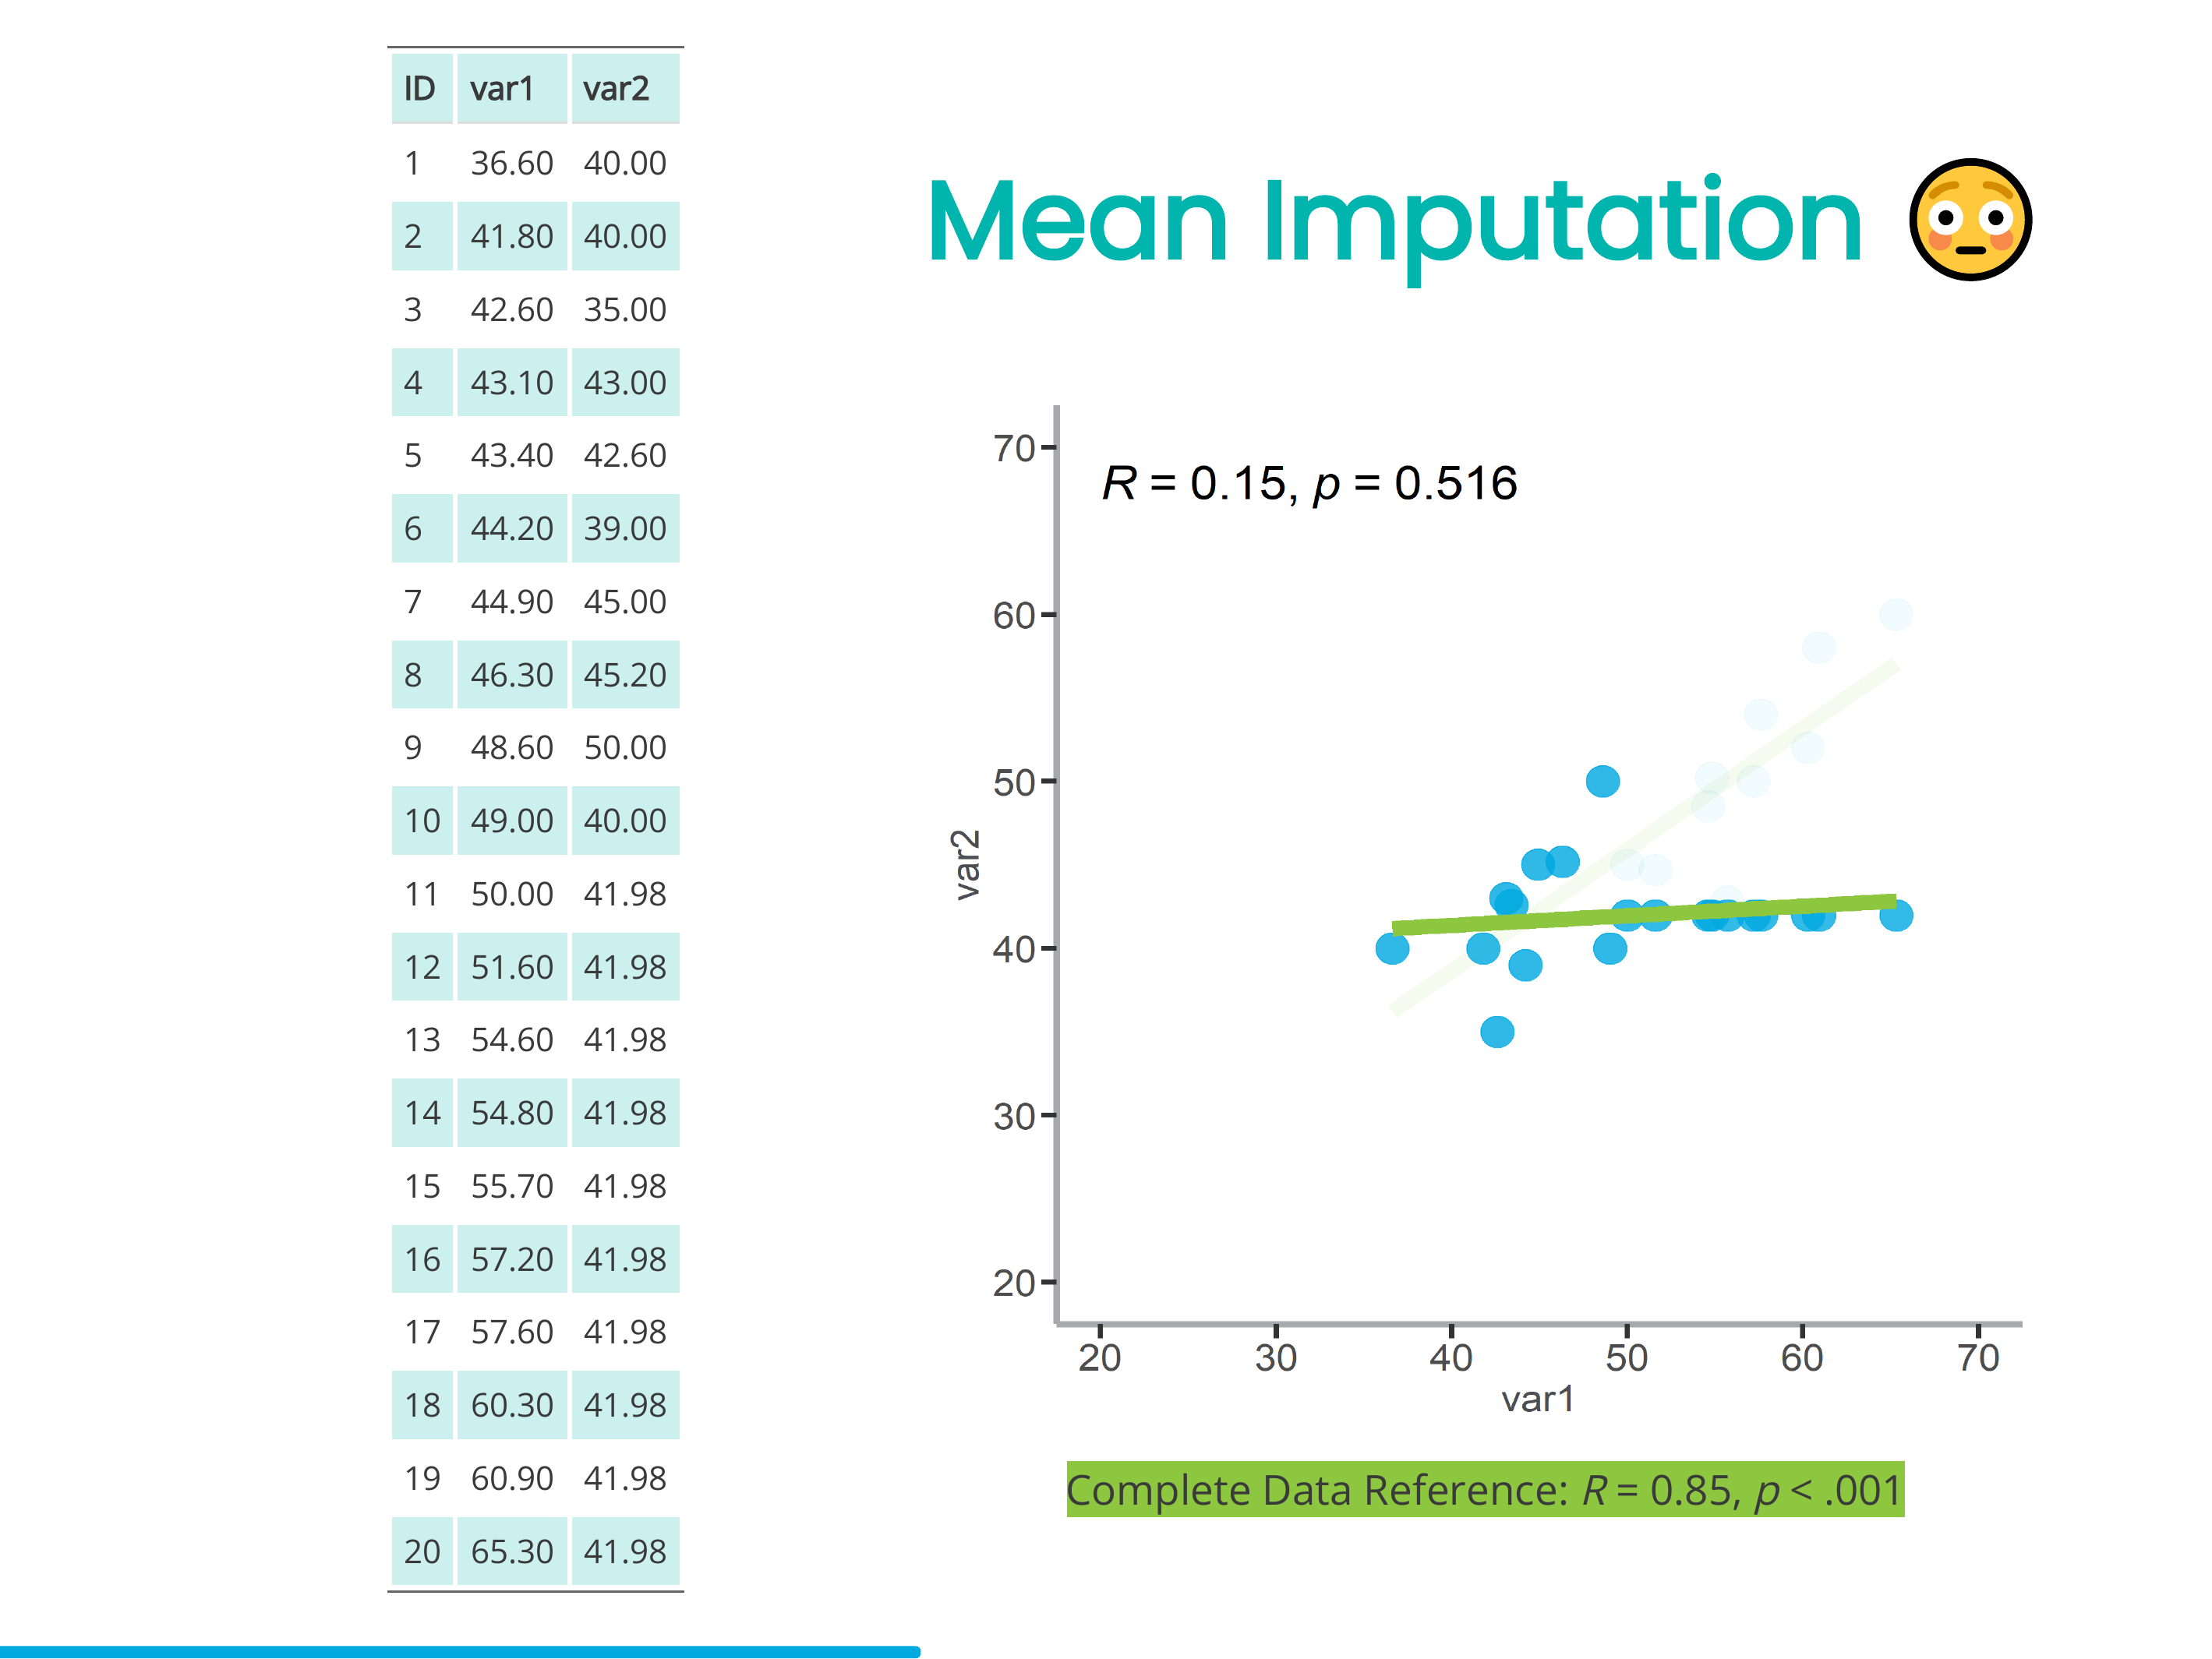 ID var1 var2
1 36.60 40.00
2 41.80 40.00
3 42.60 35.00
4 43.10 43.00
5 43.40 42.60
6 44.20 39.00
7 44.90 45.00
8 46.30 45.20
9 48.60 50.00
10 49.00 40.00
11 50.00 41.98
12 51.60 41.98
13 54.60 41.98
14 54.80 41.98
15 55.70 41.98
16 57.20 41.98
17 57.60 41.98
18 60.30 41.98
19 60.90 41.98
20 65.30 41.98
Mean Imputation
R = 0.15, p = 0.516
70
60
50
40
30
20
var2
20 30 40 50 60 70
var1
Complete Data Reference: R = 0.85, p < .001